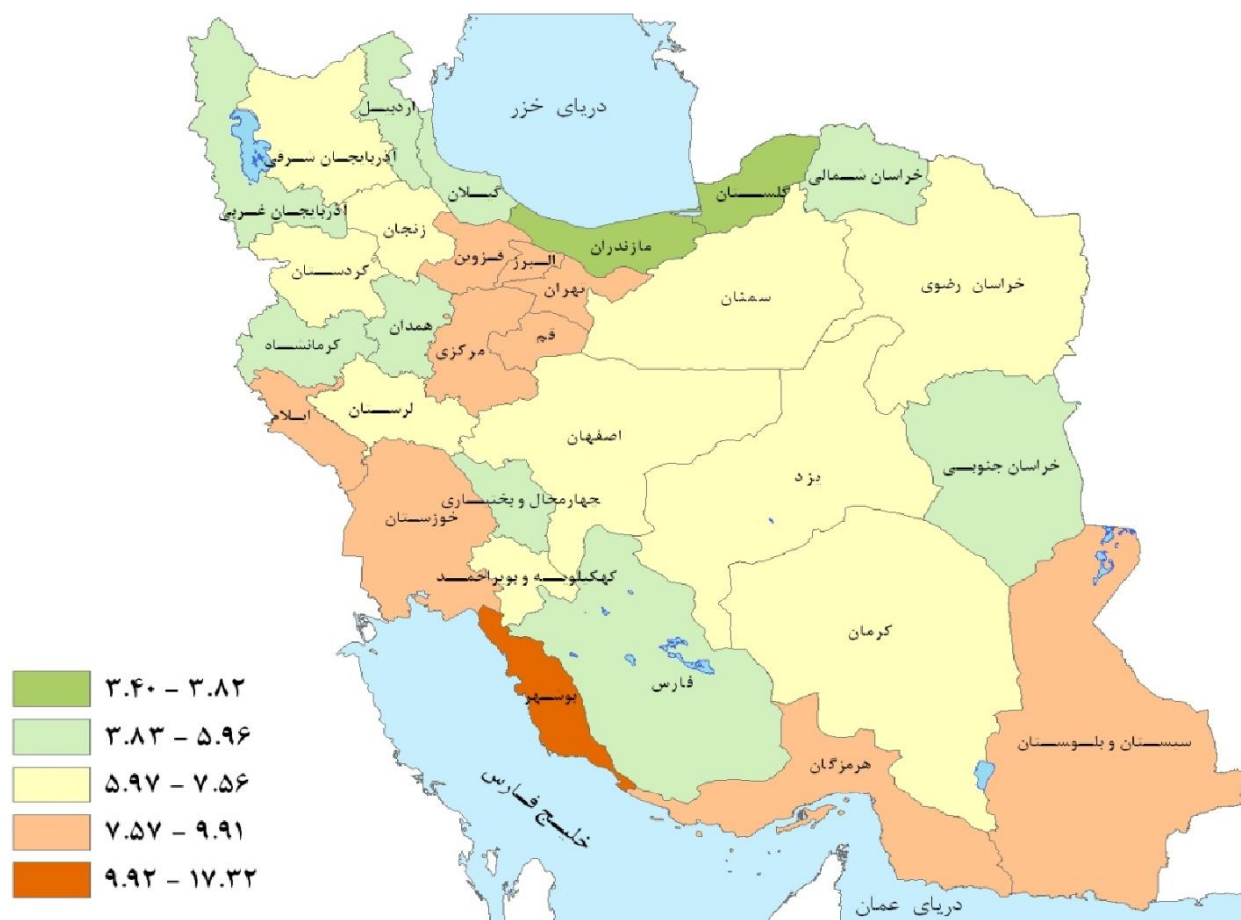 دریای خزر
اردبیل
آذربایجان شرقی
گیلان
گلستان
خراسان شمالی
آذربایجان غربی
زنجان
مازندران
قزوین
البرز
کردستان
تهران
سمنان
خراسان رضوی
همدان
قم
کرمانشاه
مرکزی
ایلام
لرستان
اصفهان
خراسان جنوبی
یزد
چهارمحال و بختیاری
خوزستان
کهکیلویه و بویراحمد
کرمان
فارس
بوشهر
سیستان و بلوچستان
هرمزگان
خلیج فارس
دریای عمان
۳.۴۰ – ۳.۸۲
۳.۸۳ – ۵.۹۶
۵.۹۷ – ۷.۵۶
۷.۵۷ – ۹.۹۱
۹.۹۲ – ۱۷.۳۲